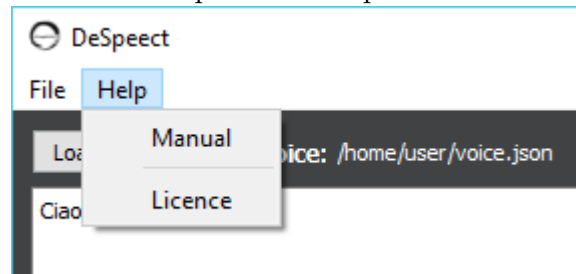 DeSpeect
File Help
Manual
/home/user/voice.json
Licence
Ciao